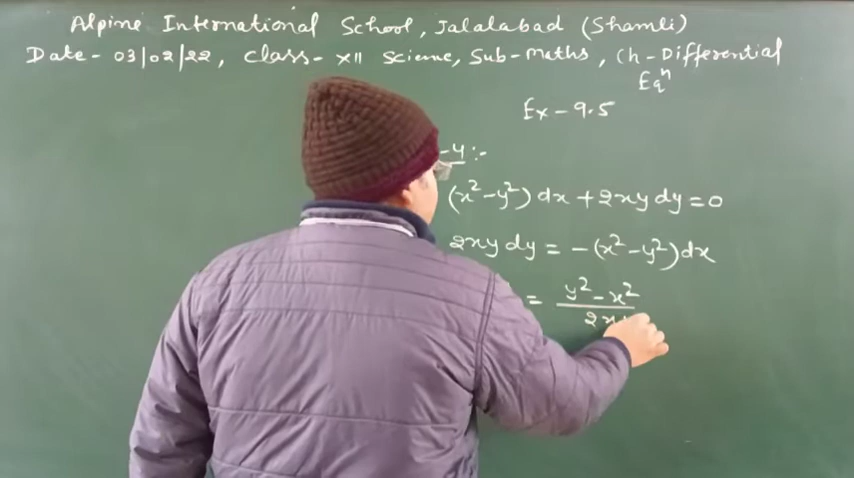 Alpine International School, Jalalabad (Shamli)
Date - 03/02/22, Class - XII Science, Sub - Maths, Ch - Differential
Eqⁿ
Ex - 9.5
-4 :-
(x² - y²) dx + 2xy dy = 0
2xy dy = -(x² - y²) dx
= y² - x²
2x